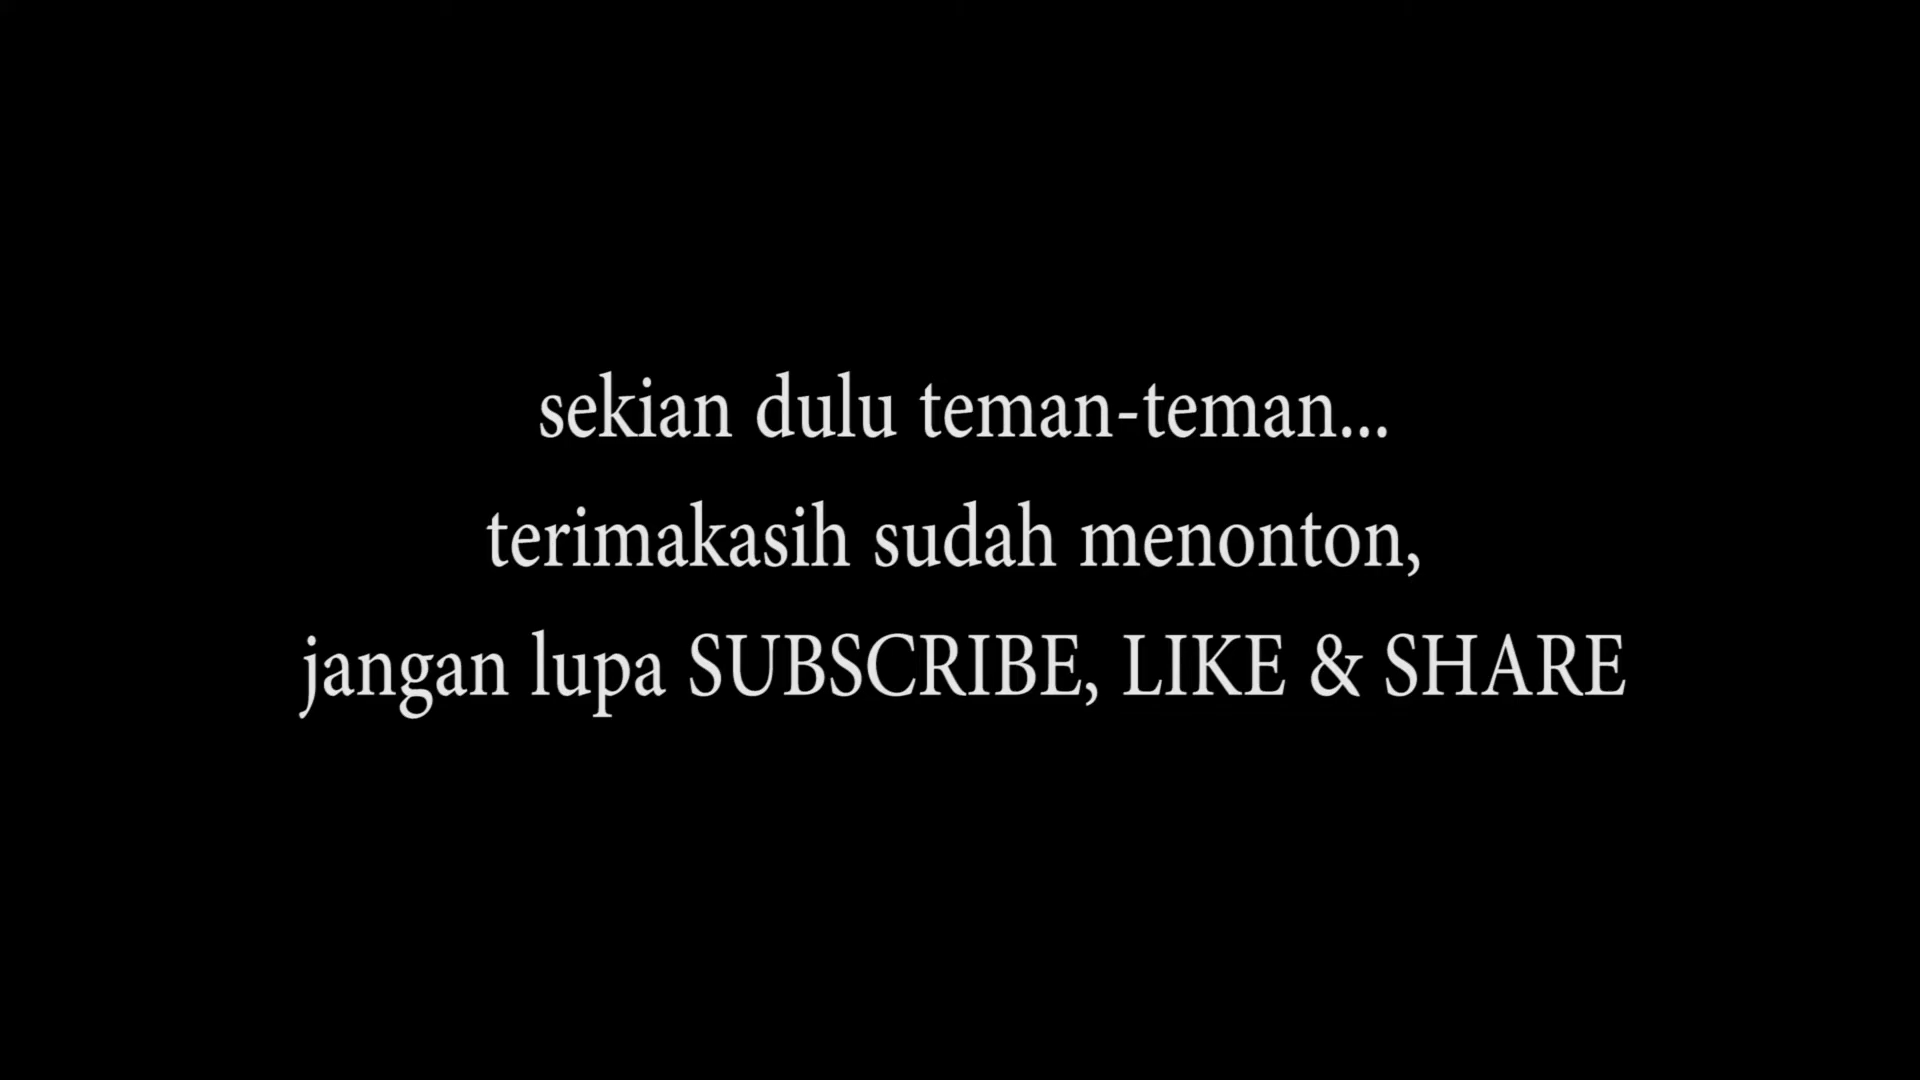 sekian dulu teman-teman...
terimakasih sudah menonton,
jangan lupa SUBSCRIBE, LIKE & SHARE